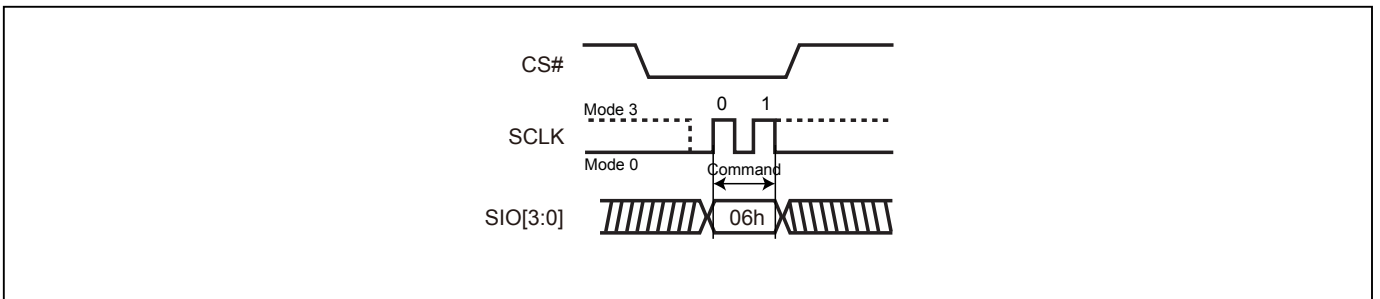 CS#
Mode 3
0 1
SCLK
Mode 0
Command
SIO[3:0]
06h